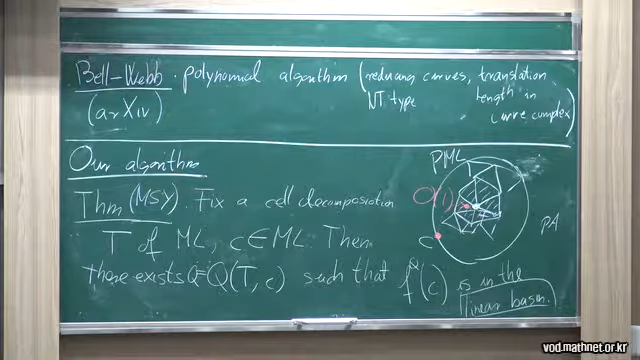 Bell-Webb · polynomial algorithm (reducing curves, translation
NT type length in
(arXiv) curve complex)
Our algorithm
Thm (MSY). Fix a cell decomposition
T of ML, c ∈ ML. Then
there exists Q=Q(T, c) such that f^Q(c) is in the
linear basin.
PML
O(1)
pA
c
vod.mathnet.or.kr